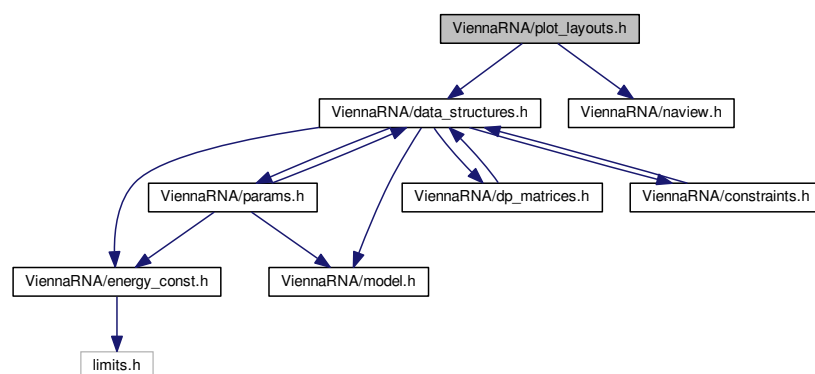 ViennaRNA/plot_layouts.h
ViennaRNA/data_structures.h
ViennaRNA/naview.h
ViennaRNA/params.h
ViennaRNA/dp_matrices.h
ViennaRNA/constraints.h
ViennaRNA/energy_const.h
ViennaRNA/model.h
limits.h